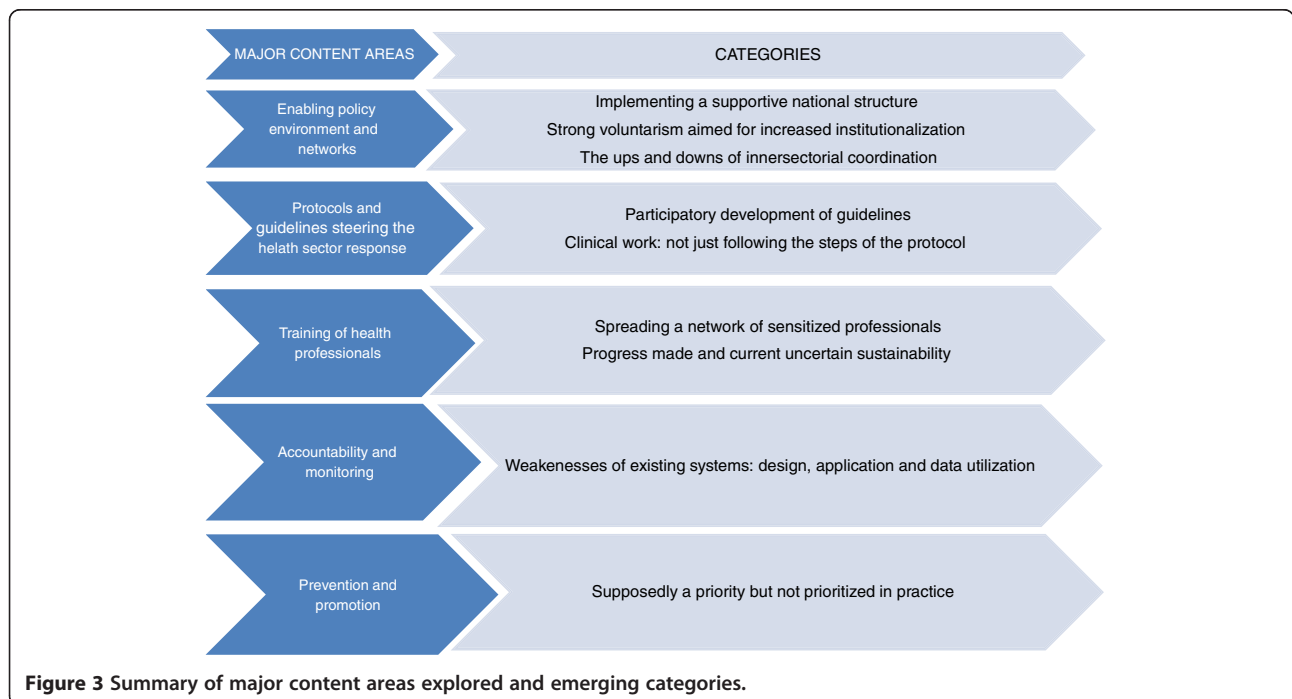 MAJOR CONTENT AREAS
CATEGORIES
Enabling policy
environment and
networks
Implementing a supportive national structure
Strong voluntarism aimed for increased institutionalization
The ups and downs of innersectorial coordination
Protocols and
guidelines steering the
helath sector response
Participatory development of guidelines
Clinical work: not just following the steps of the protocol
Training of health
professionals
Spreading a network of sensitized professionals
Progress made and current uncertain sustainability
Accountability and
monitoring
Weakenesses of existing systems: design, application and data utilization
Prevention and
promotion
Supposedly a priority but not prioritized in practice
Figure 3 Summary of major content areas explored and emerging categories.